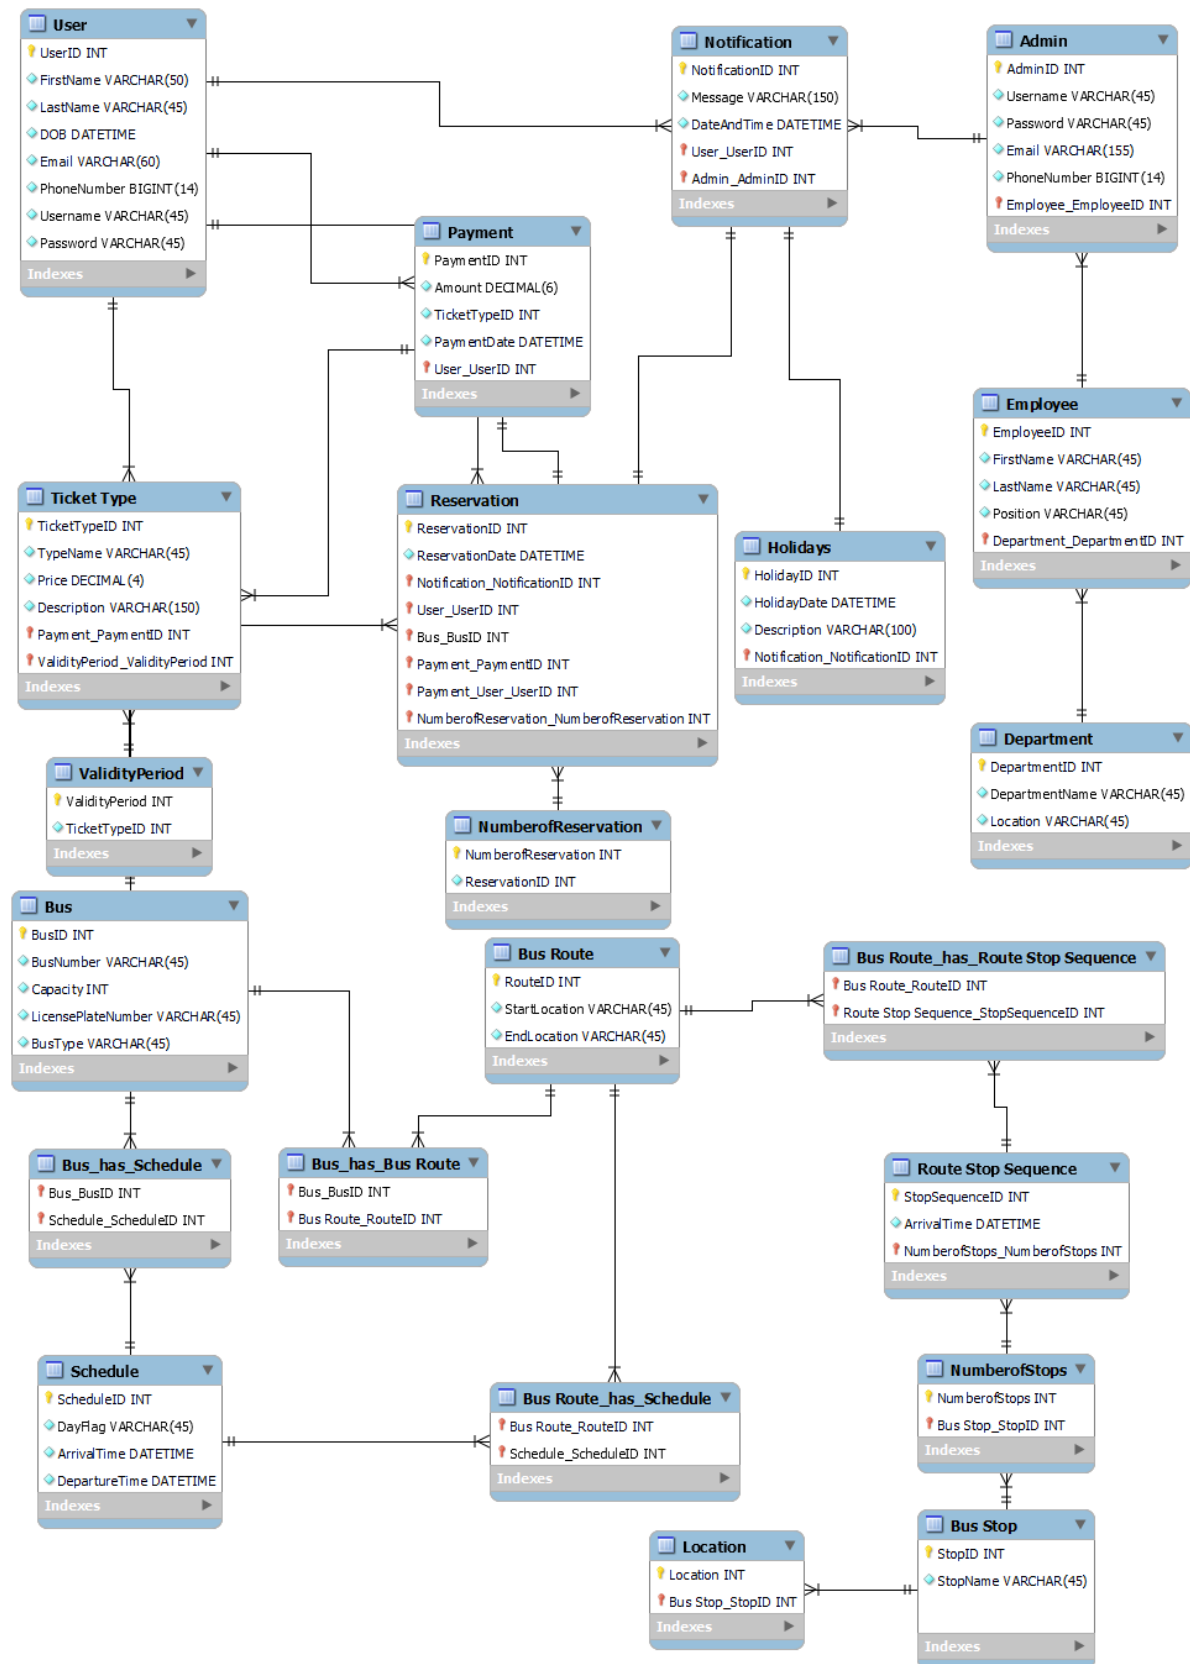 User
UserID INT
FirstName VARCHAR(50)
LastName VARCHAR(45)
DOB DATETIME
Email VARCHAR(60)
PhoneNumber BIGINT(14)
Username VARCHAR(45)
Password VARCHAR(45)
Indexes
Notification
NotificationID INT
Message VARCHAR(150)
DateAndTime DATETIME
User_UserID INT
Admin_AdminID INT
Indexes
Admin
AdminID INT
Username VARCHAR(45)
Password VARCHAR(45)
Email VARCHAR(155)
PhoneNumber BIGINT(14)
Employee_EmployeeID INT
Indexes
Payment
PaymentID INT
Amount DECIMAL(6)
TicketTypeID INT
PaymentDate DATETIME
User_UserID INT
Indexes
Employee
EmployeeID INT
FirstName VARCHAR(45)
LastName VARCHAR(45)
Position VARCHAR(45)
Department_DepartmentID INT
Indexes
Ticket Type
TicketTypeID INT
TypeName VARCHAR(45)
Price DECIMAL(4)
Description VARCHAR(150)
Payment_PaymentID INT
ValidityPeriod_ValidityPeriod INT
Indexes
Reservation
ReservationID INT
ReservationDate DATETIME
Notification_NotificationID INT
User_UserID INT
Bus_BusID INT
Payment_PaymentID INT
Payment_User_UserID INT
NumberofReservation_NumberofReservation INT
Indexes
Holidays
HolidayID INT
HolidayDate DATETIME
Description VARCHAR(100)
Notification_NotificationID INT
Indexes
Department
DepartmentID INT
DepartmentName VARCHAR(45)
Location VARCHAR(45)
Indexes
ValidityPeriod
ValidityPeriod INT
TicketTypeID INT
Indexes
NumberofReservation
NumberofReservation INT
ReservationID INT
Indexes
Bus
BusID INT
BusNumber VARCHAR(45)
Capacity INT
LicensePlateNumber VARCHAR(45)
BusType VARCHAR(45)
Indexes
Bus Route
RouteID INT
StartLocation VARCHAR(45)
EndLocation VARCHAR(45)
Indexes
Bus Route_has_Route Stop Sequence
Bus Route_RouteID INT
Route Stop Sequence_StopSequenceID INT
Indexes
Bus_has_Schedule
Bus_BusID INT
Schedule_ScheduleID INT
Indexes
Bus_has_Bus Route
Bus_BusID INT
Bus Route_RouteID INT
Indexes
Route Stop Sequence
StopSequenceID INT
ArrivalTime DATETIME
NumberofStops_NumberofStops INT
Indexes
Schedule
ScheduleID INT
DayFlag VARCHAR(45)
ArrivalTime DATETIME
DepartureTime DATETIME
Indexes
Bus Route_has_Schedule
Bus Route_RouteID INT
Schedule_ScheduleID INT
Indexes
NumberofStops
NumberofStops INT
Bus Stop_StopID INT
Indexes
Location
Location INT
Bus Stop_StopID INT
Indexes
Bus Stop
StopID INT
StopName VARCHAR(45)
Indexes